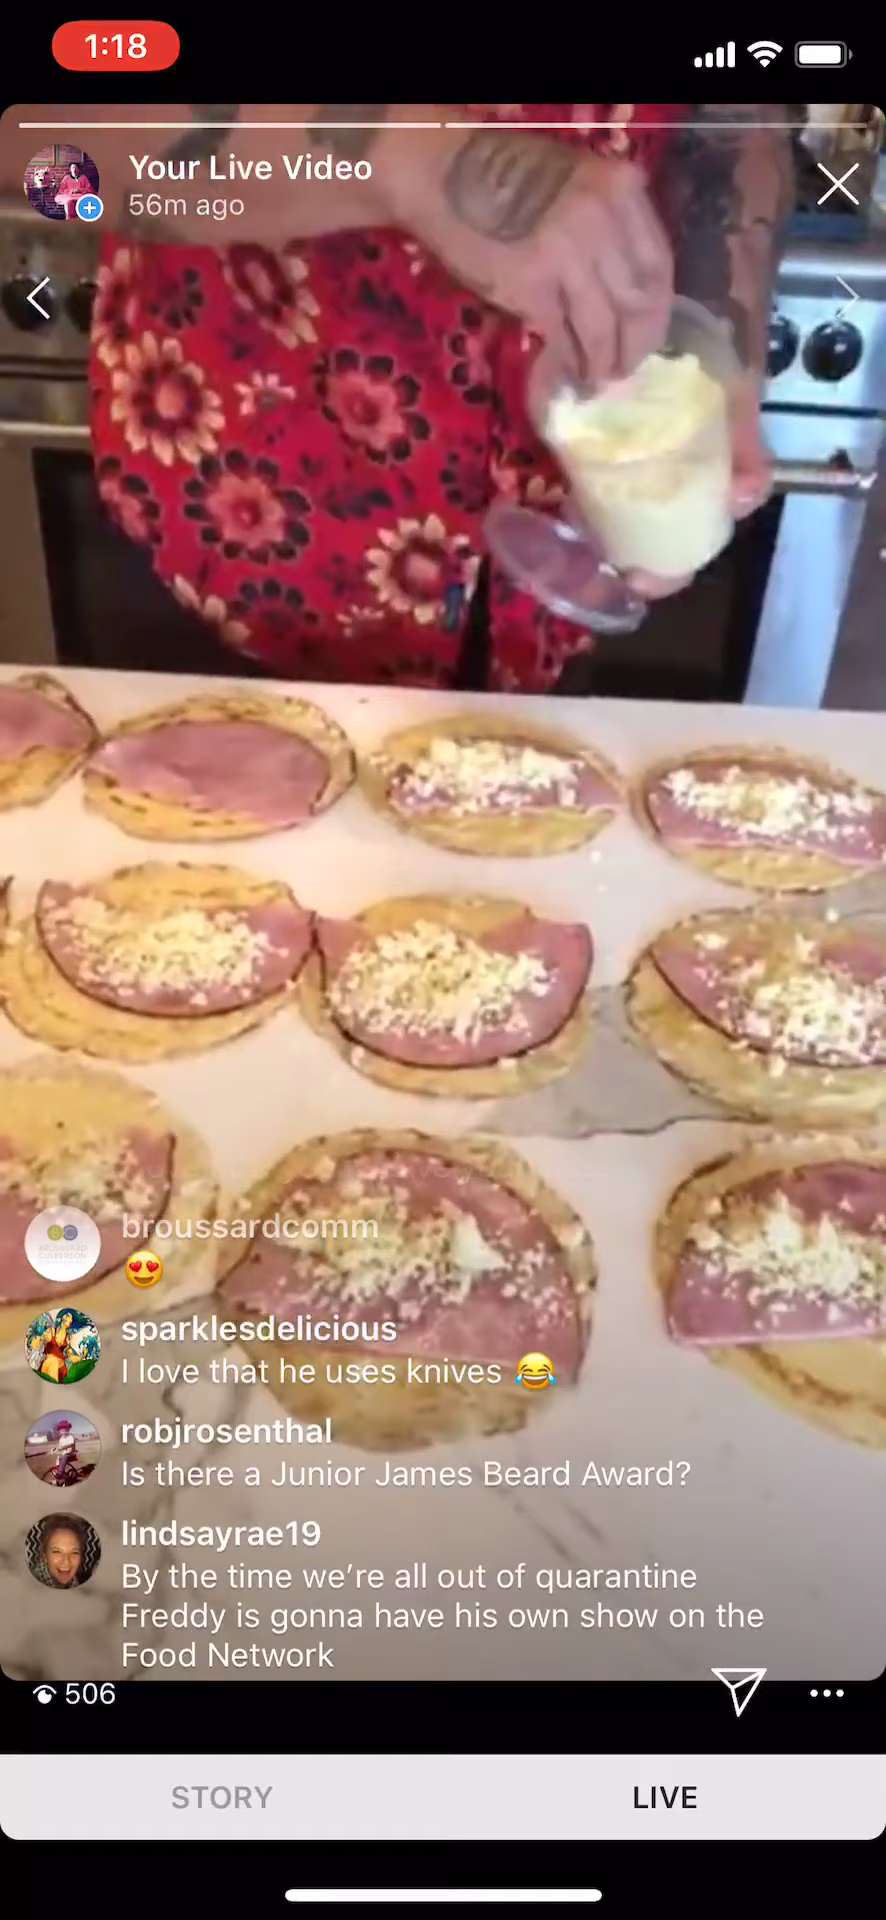 1:18
Your Live Video
56m ago
broussardcomm
😍
sparklesdelicious
I love that he uses knives 😂
robjrosenthal
Is there a Junior James Beard Award?
lindsayrae19
By the time we’re all out of quarantine
Freddy is gonna have his own show on the
Food Network
506
STORY
LIVE